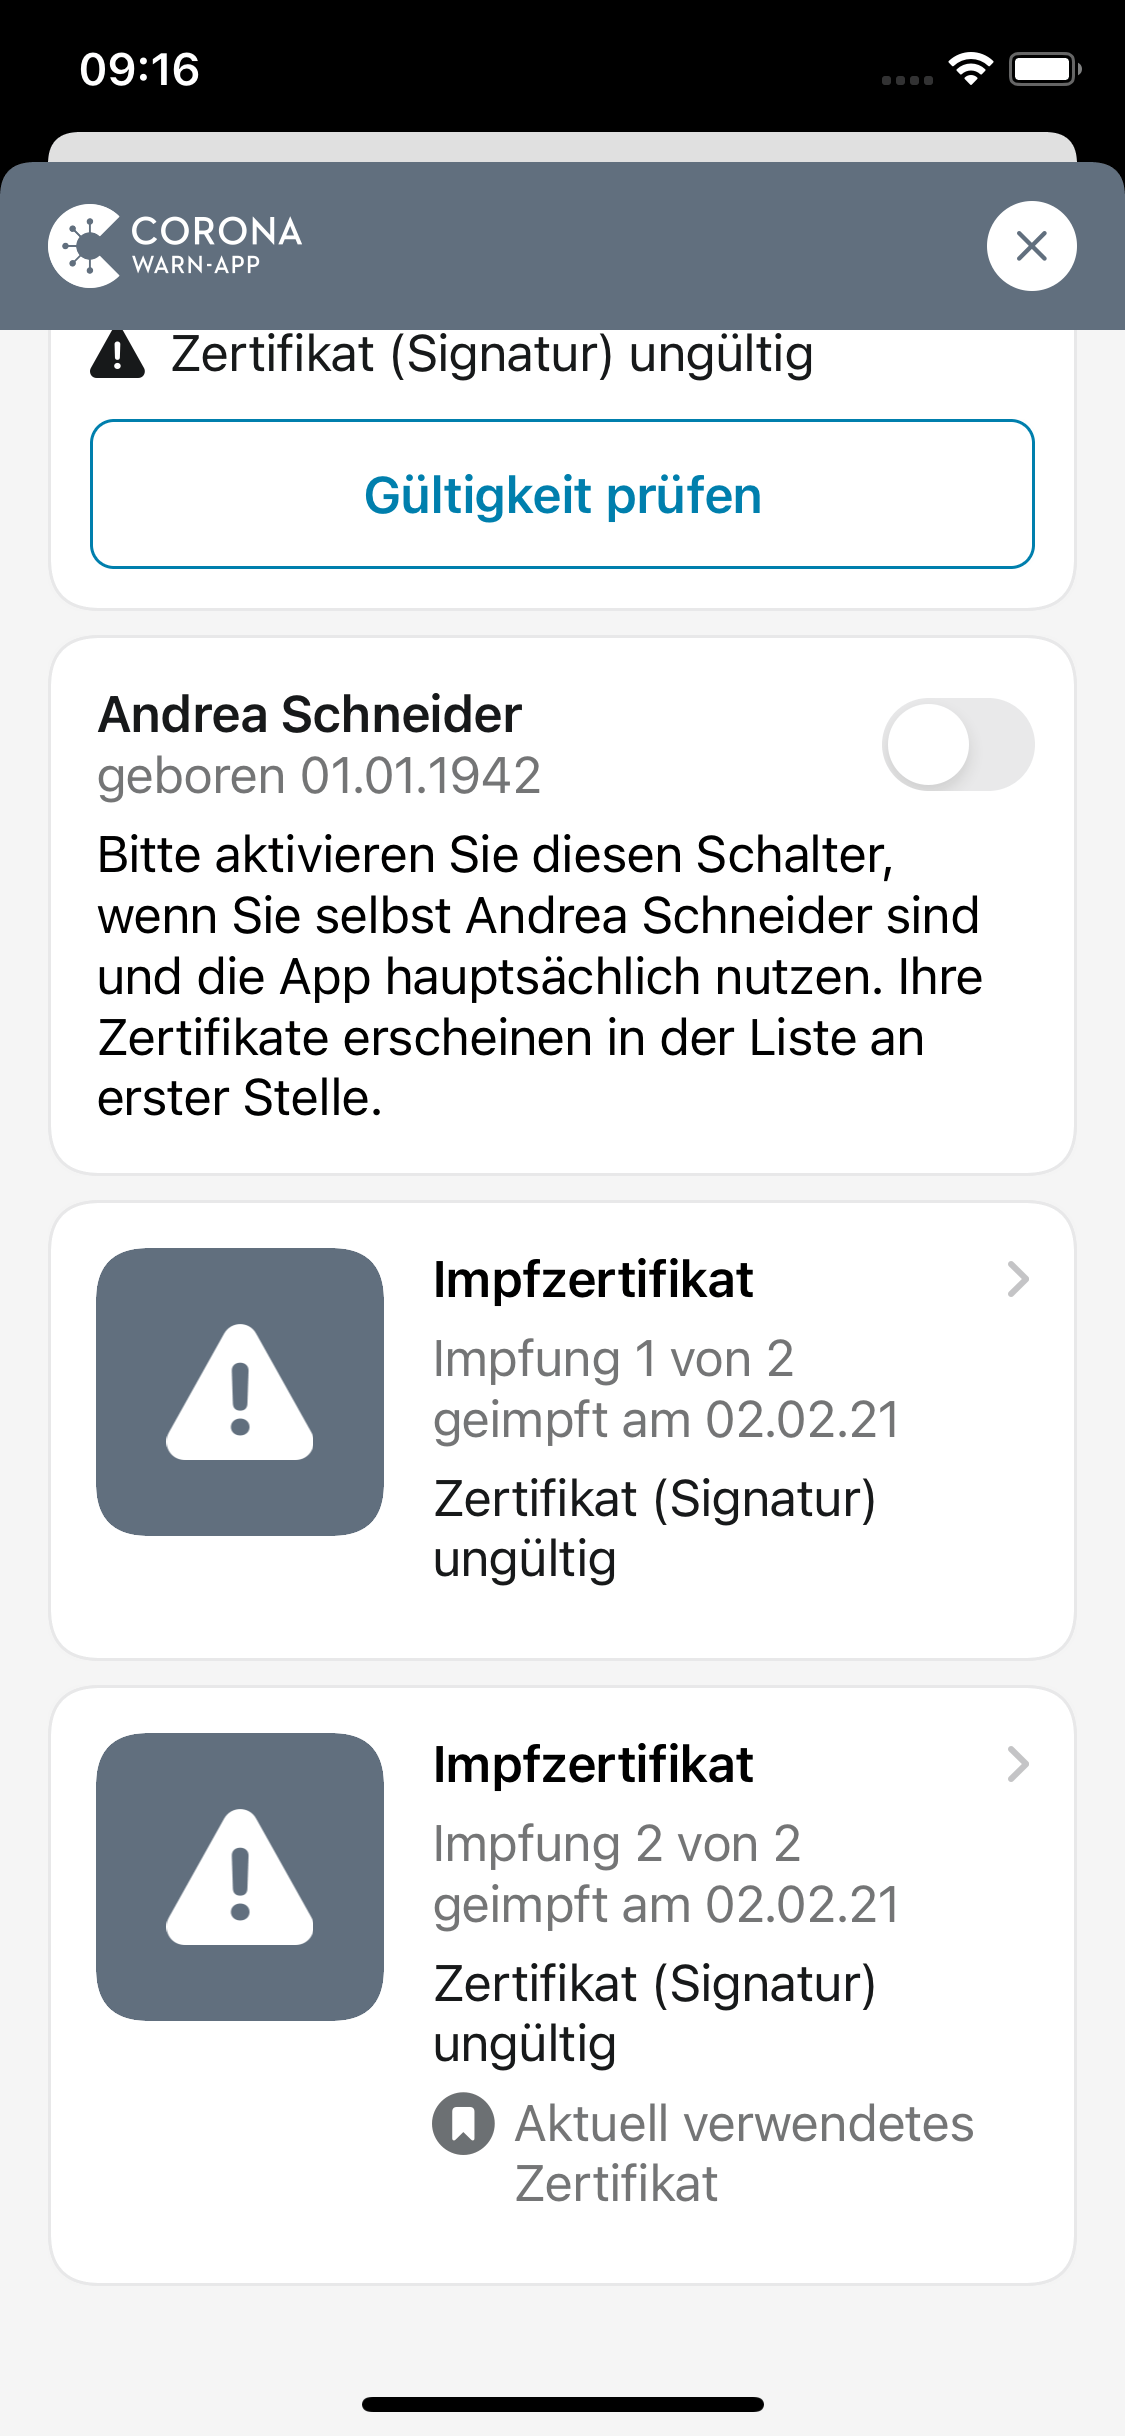 09:16
CORONA
WARN-APP
Zertifikat (Signatur) ungültig
Gültigkeit prüfen
Andrea Schneider
geboren 01.01.1942
Bitte aktivieren Sie diesen Schalter,
wenn Sie selbst Andrea Schneider sind
und die App hauptsächlich nutzen. Ihre
Zertifikate erscheinen in der Liste an
erster Stelle.
Impfzertifikat
Impfung 1 von 2
geimpft am 02.02.21
Zertifikat (Signatur)
ungültig
Impfzertifikat
Impfung 2 von 2
geimpft am 02.02.21
Zertifikat (Signatur)
ungültig
Aktuell verwendetes
Zertifikat